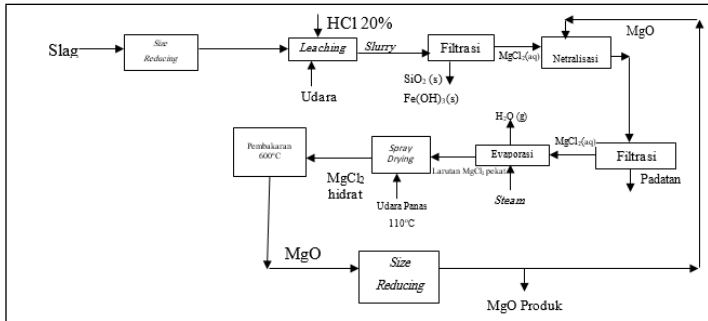 HCl 20%
MgO
Slag
Size
Reducing
Leaching
Slurry
Filtrasi
MgCl₂(aq)
Netralisasi
SiO₂ (s)
Fe(OH)₃(s)
Udara
H₂O (g)
Pembakaran
600°C
Spray
Drying
Evaporasi
MgCl₂(aq)
Filtrasi
MgCl₂
hidrat
Larutan MgCl₂ pekat
Padatan
Udara Panas
110°C
Steam
MgO
Size
Reducing
MgO Produk